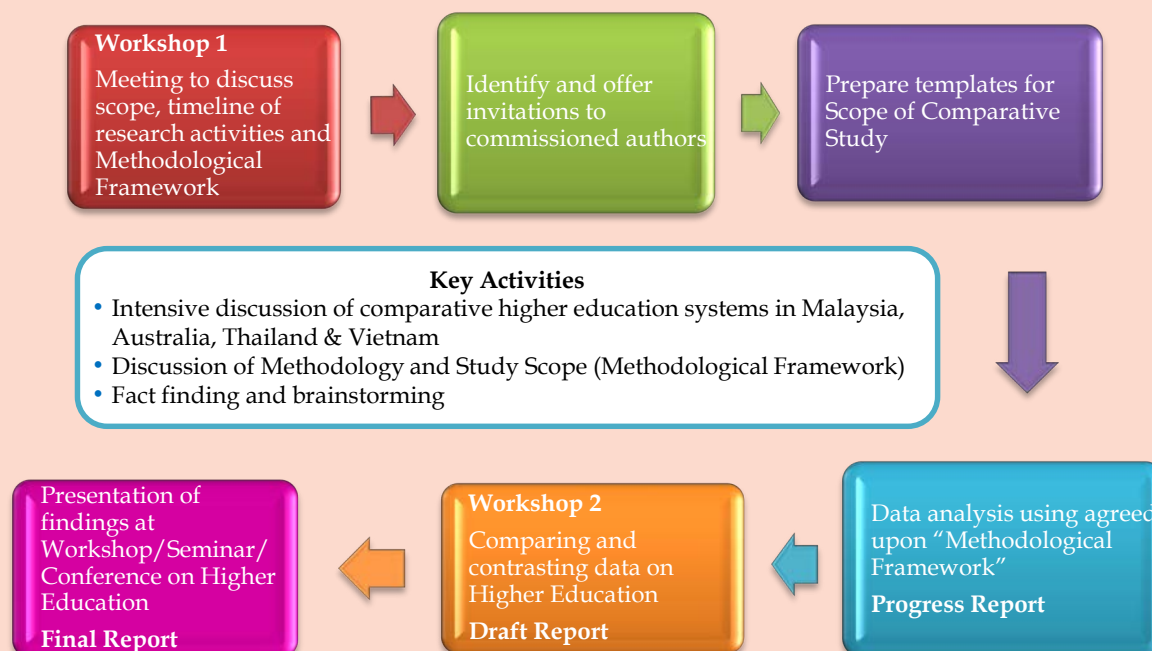 Workshop 1
Meeting to discuss
scope, timeline of
research activities and
Methodological
Framework
Identify and offer
invitations to
commissioned authors
Prepare templates for
Scope of Comparative
Study
Key Activities
• Intensive discussion of comparative higher education systems in Malaysia,
Australia, Thailand & Vietnam
• Discussion of Methodology and Study Scope (Methodological Framework)
• Fact finding and brainstorming
Data analysis using agreed
upon “Methodological
Framework”
Progress Report
Workshop 2
Comparing and
contrasting data on
Higher Education
Draft Report
Presentation of
findings at
Workshop/Seminar/
Conference on Higher
Education
Final Report